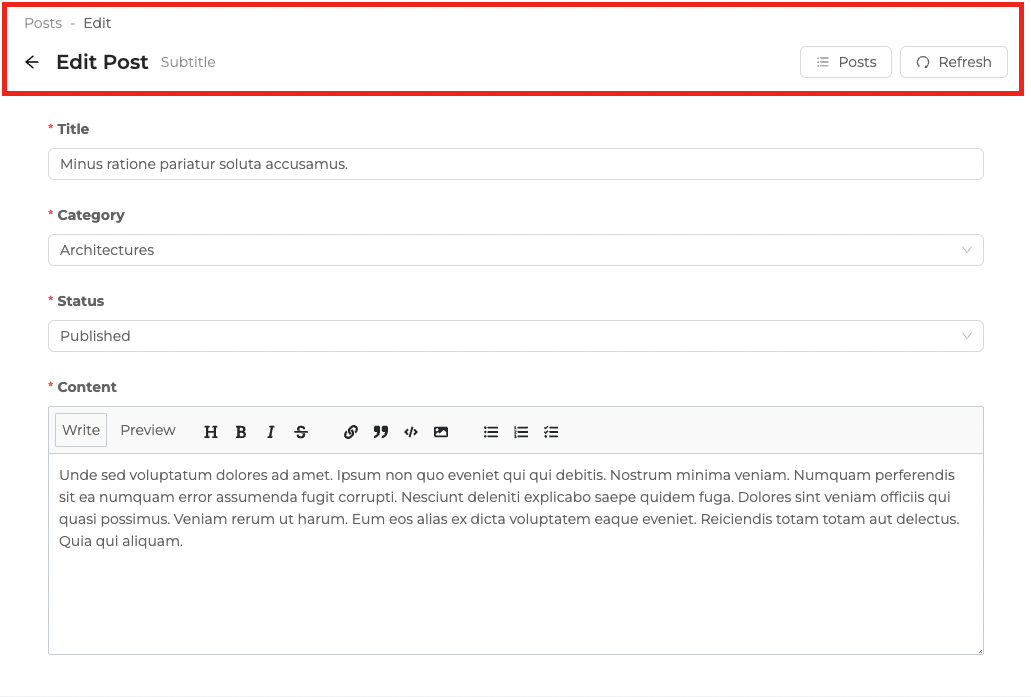 Posts - Edit
Edit Post Subtitle Posts Refresh
* Title
Minus ratione pariatur soluta accusamus.
* Category
Architectures
* Status
Published
* Content
Write Preview H B I S
Unde sed voluptatum dolores ad amet. Ipsum non quo eveniet qui qui debitis. Nostrum minima veniam. Numquam perferendis
sit ea numquam error assumenda fugit corrupti. Nesciunt deleniti explicabo saepe quidem fuga. Dolores sint veniam officiis qui
quasi possimus. Veniam rerum ut harum. Eum eos alias ex dicta voluptatem eaque eveniet. Reiciendis totam totam aut delectus.
Quia qui aliquam.